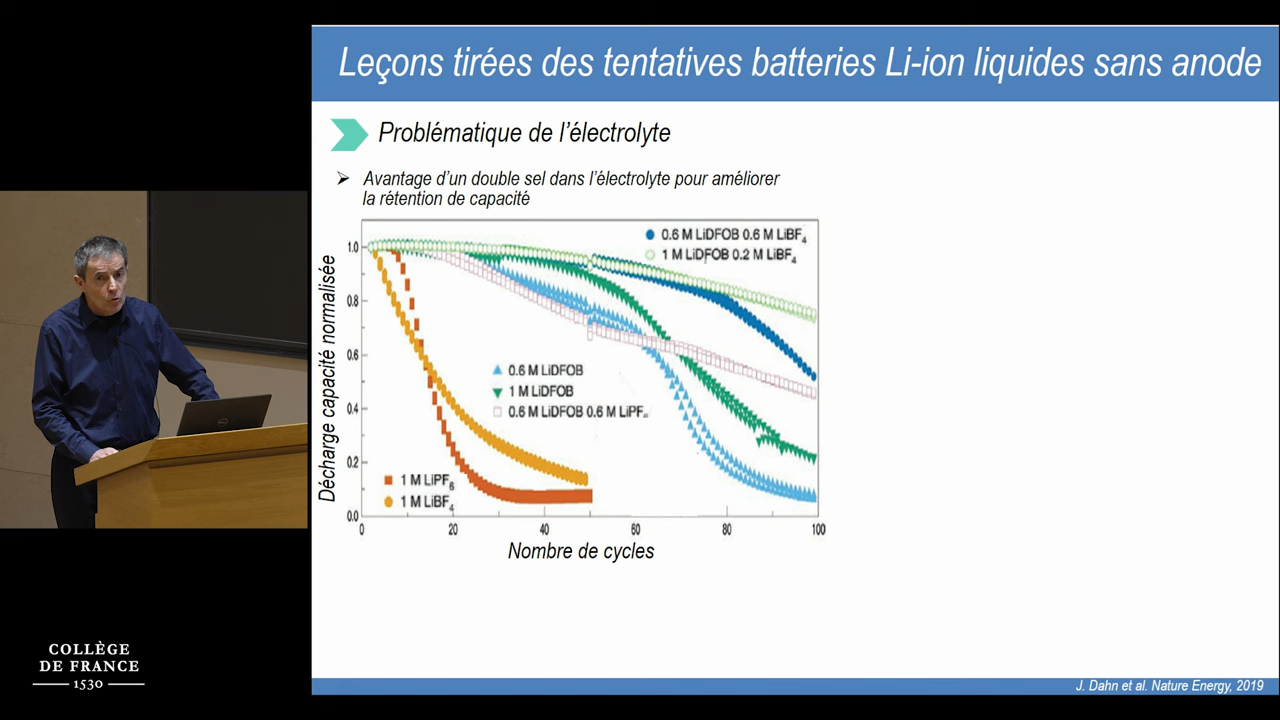 Leçons tirées des tentatives batteries Li-ion liquides sans anode
Problématique de l'électrolyte
Avantage d'un double sel dans l'électrolyte pour améliorer
la rétention de capacité
Décharge capacité normalisée
1.0
0.8
0.6
0.4
0.2
0.0
0.6 M LiDFOB 0.6 M LiBF4
1 M LiDFOB 0.2 M LiBF4
0.6 M LiDFOB
1 M LiDFOB
0.6 M LiDFOB 0.6 M LiPF
1 M LiPF6
1 M LiBF4
0
20
40
60
80
100
Nombre de cycles
COLLÈGE
DE FRANCE
1530
J. Dahn et al. Nature Energy, 2019